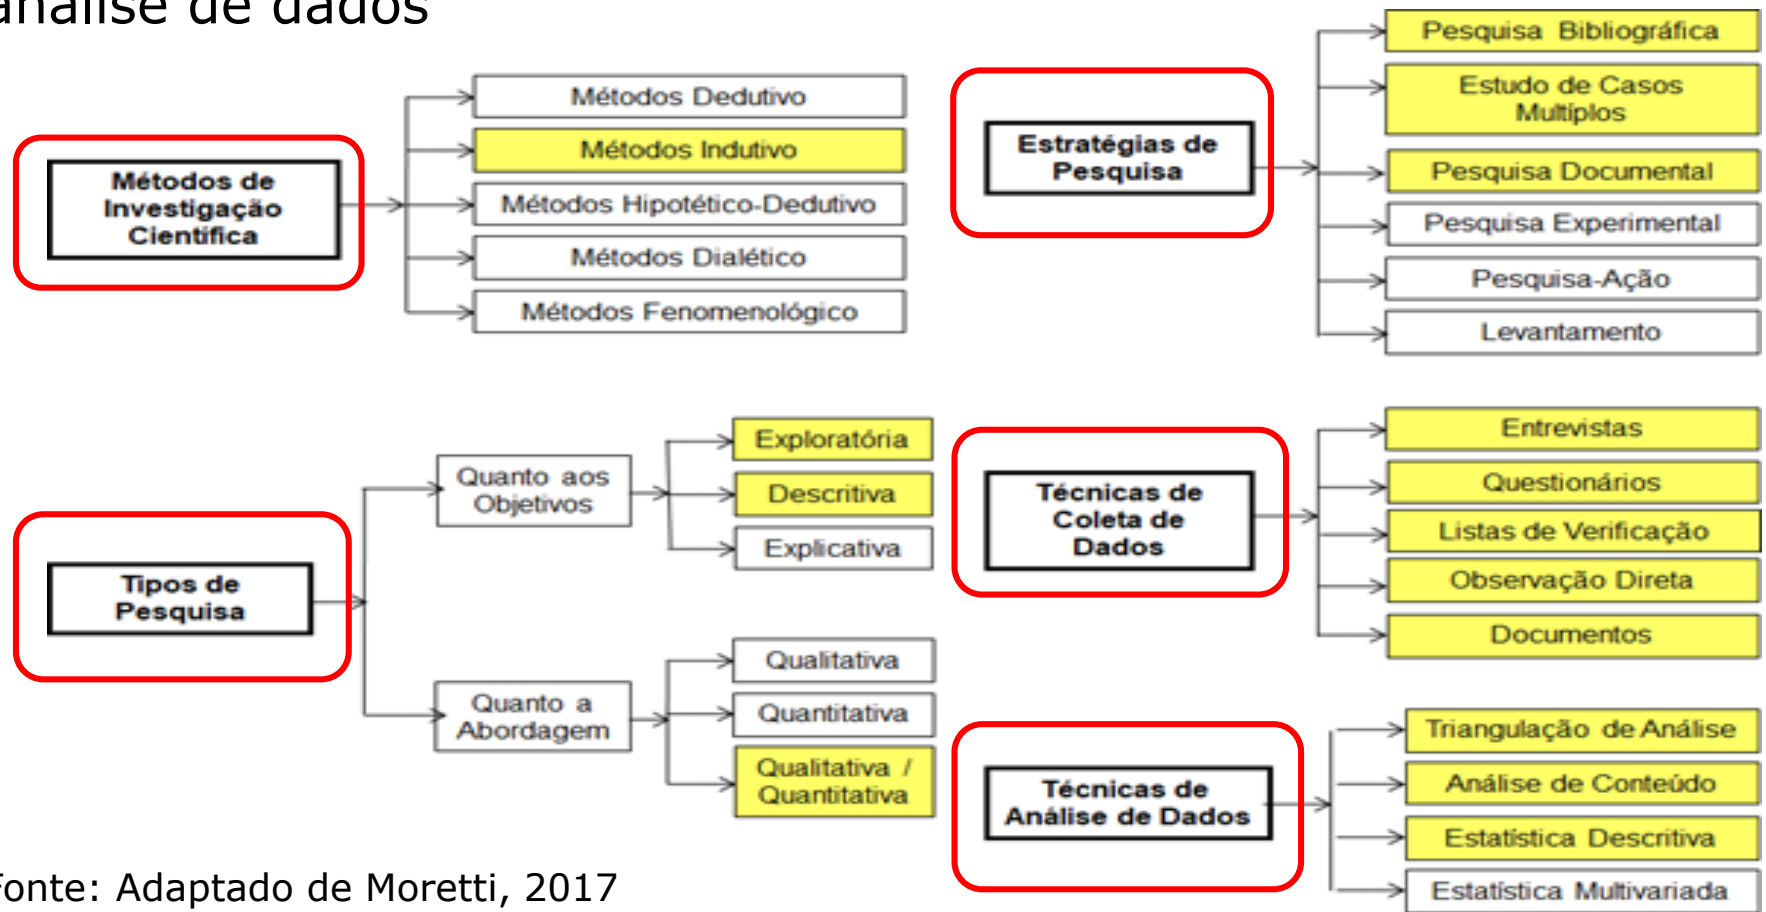 análise de dados
Métodos de
Investigação
Científica
Métodos Dedutivo
Métodos Indutivo
Métodos Hipotético-Dedutivo
Métodos Dialético
Métodos Fenomenológico
Estratégias de
Pesquisa
Pesquisa Bibliográfica
Estudo de Casos
Multíplos
Pesquisa Documental
Pesquisa Experimental
Pesquisa-Ação
Levantamento
Tipos de
Pesquisa
Quanto aos
Objetivos
Exploratória
Descritiva
Explicativa
Quanto a
Abordagem
Qualitativa
Quantitativa
Qualitativa /
Quantitativa
Técnicas de
Coleta de
Dados
Entrevistas
Questionários
Listas de Verificação
Observação Direta
Documentos
Técnicas de
Análise de Dados
Triangulação de Análise
Análise de Conteúdo
Estatística Descritiva
Estatística Multivariada
Fonte: Adaptado de Moretti, 2017